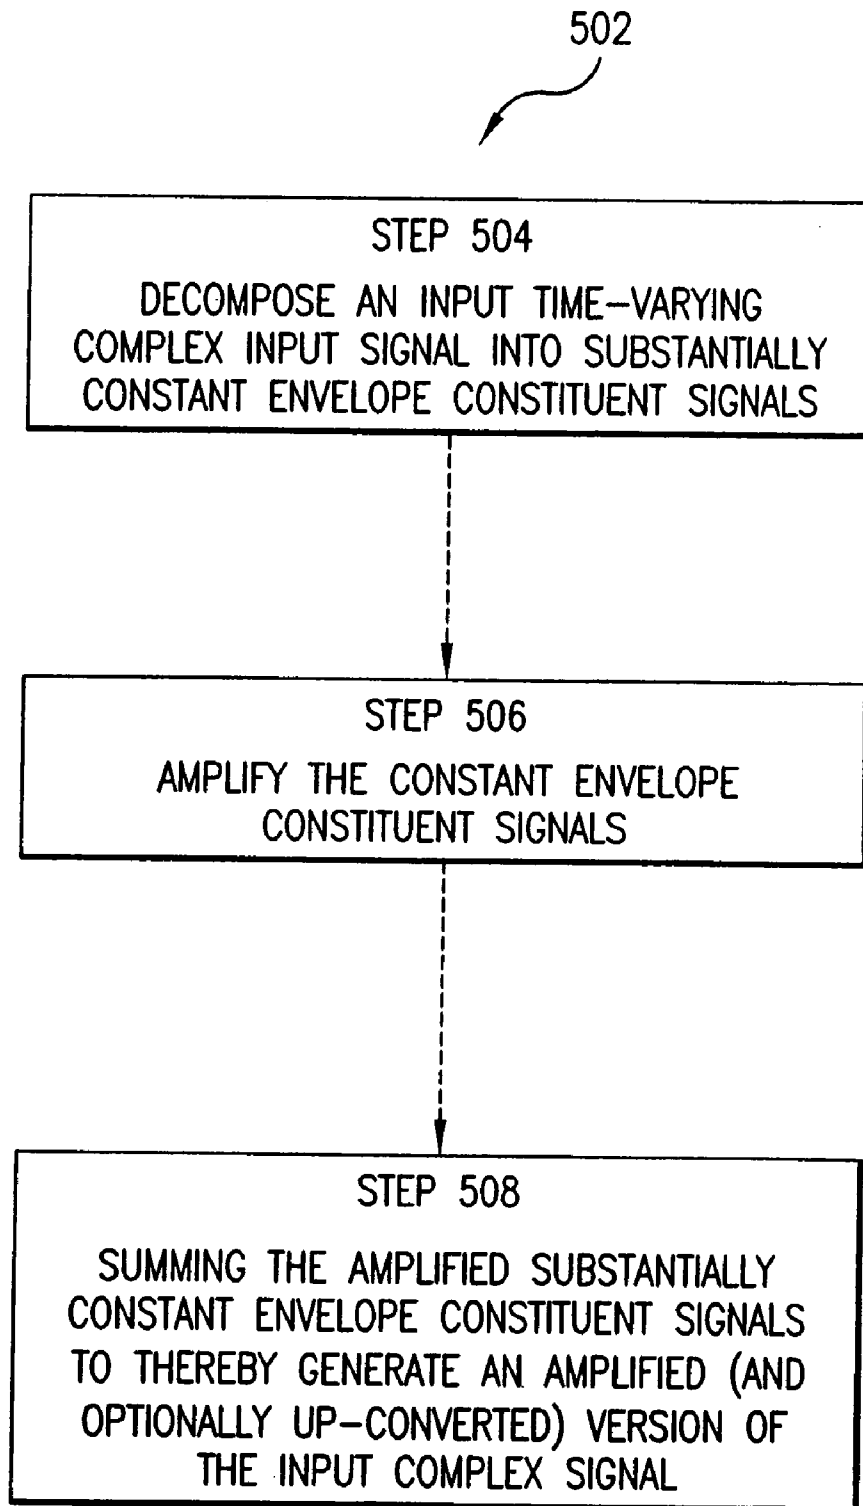 502
STEP 504
DECOMPOSE AN INPUT TIME-VARYING
COMPLEX INPUT SIGNAL INTO SUBSTANTIALLY
CONSTANT ENVELOPE CONSTITUENT SIGNALS
STEP 506
AMPLIFY THE CONSTANT ENVELOPE
CONSTITUENT SIGNALS
STEP 508
SUMMING THE AMPLIFIED SUBSTANTIALLY
CONSTANT ENVELOPE CONSTITUENT SIGNALS
TO THEREBY GENERATE AN AMPLIFIED (AND
OPTIONALLY UP-CONVERTED) VERSION OF
THE INPUT COMPLEX SIGNAL